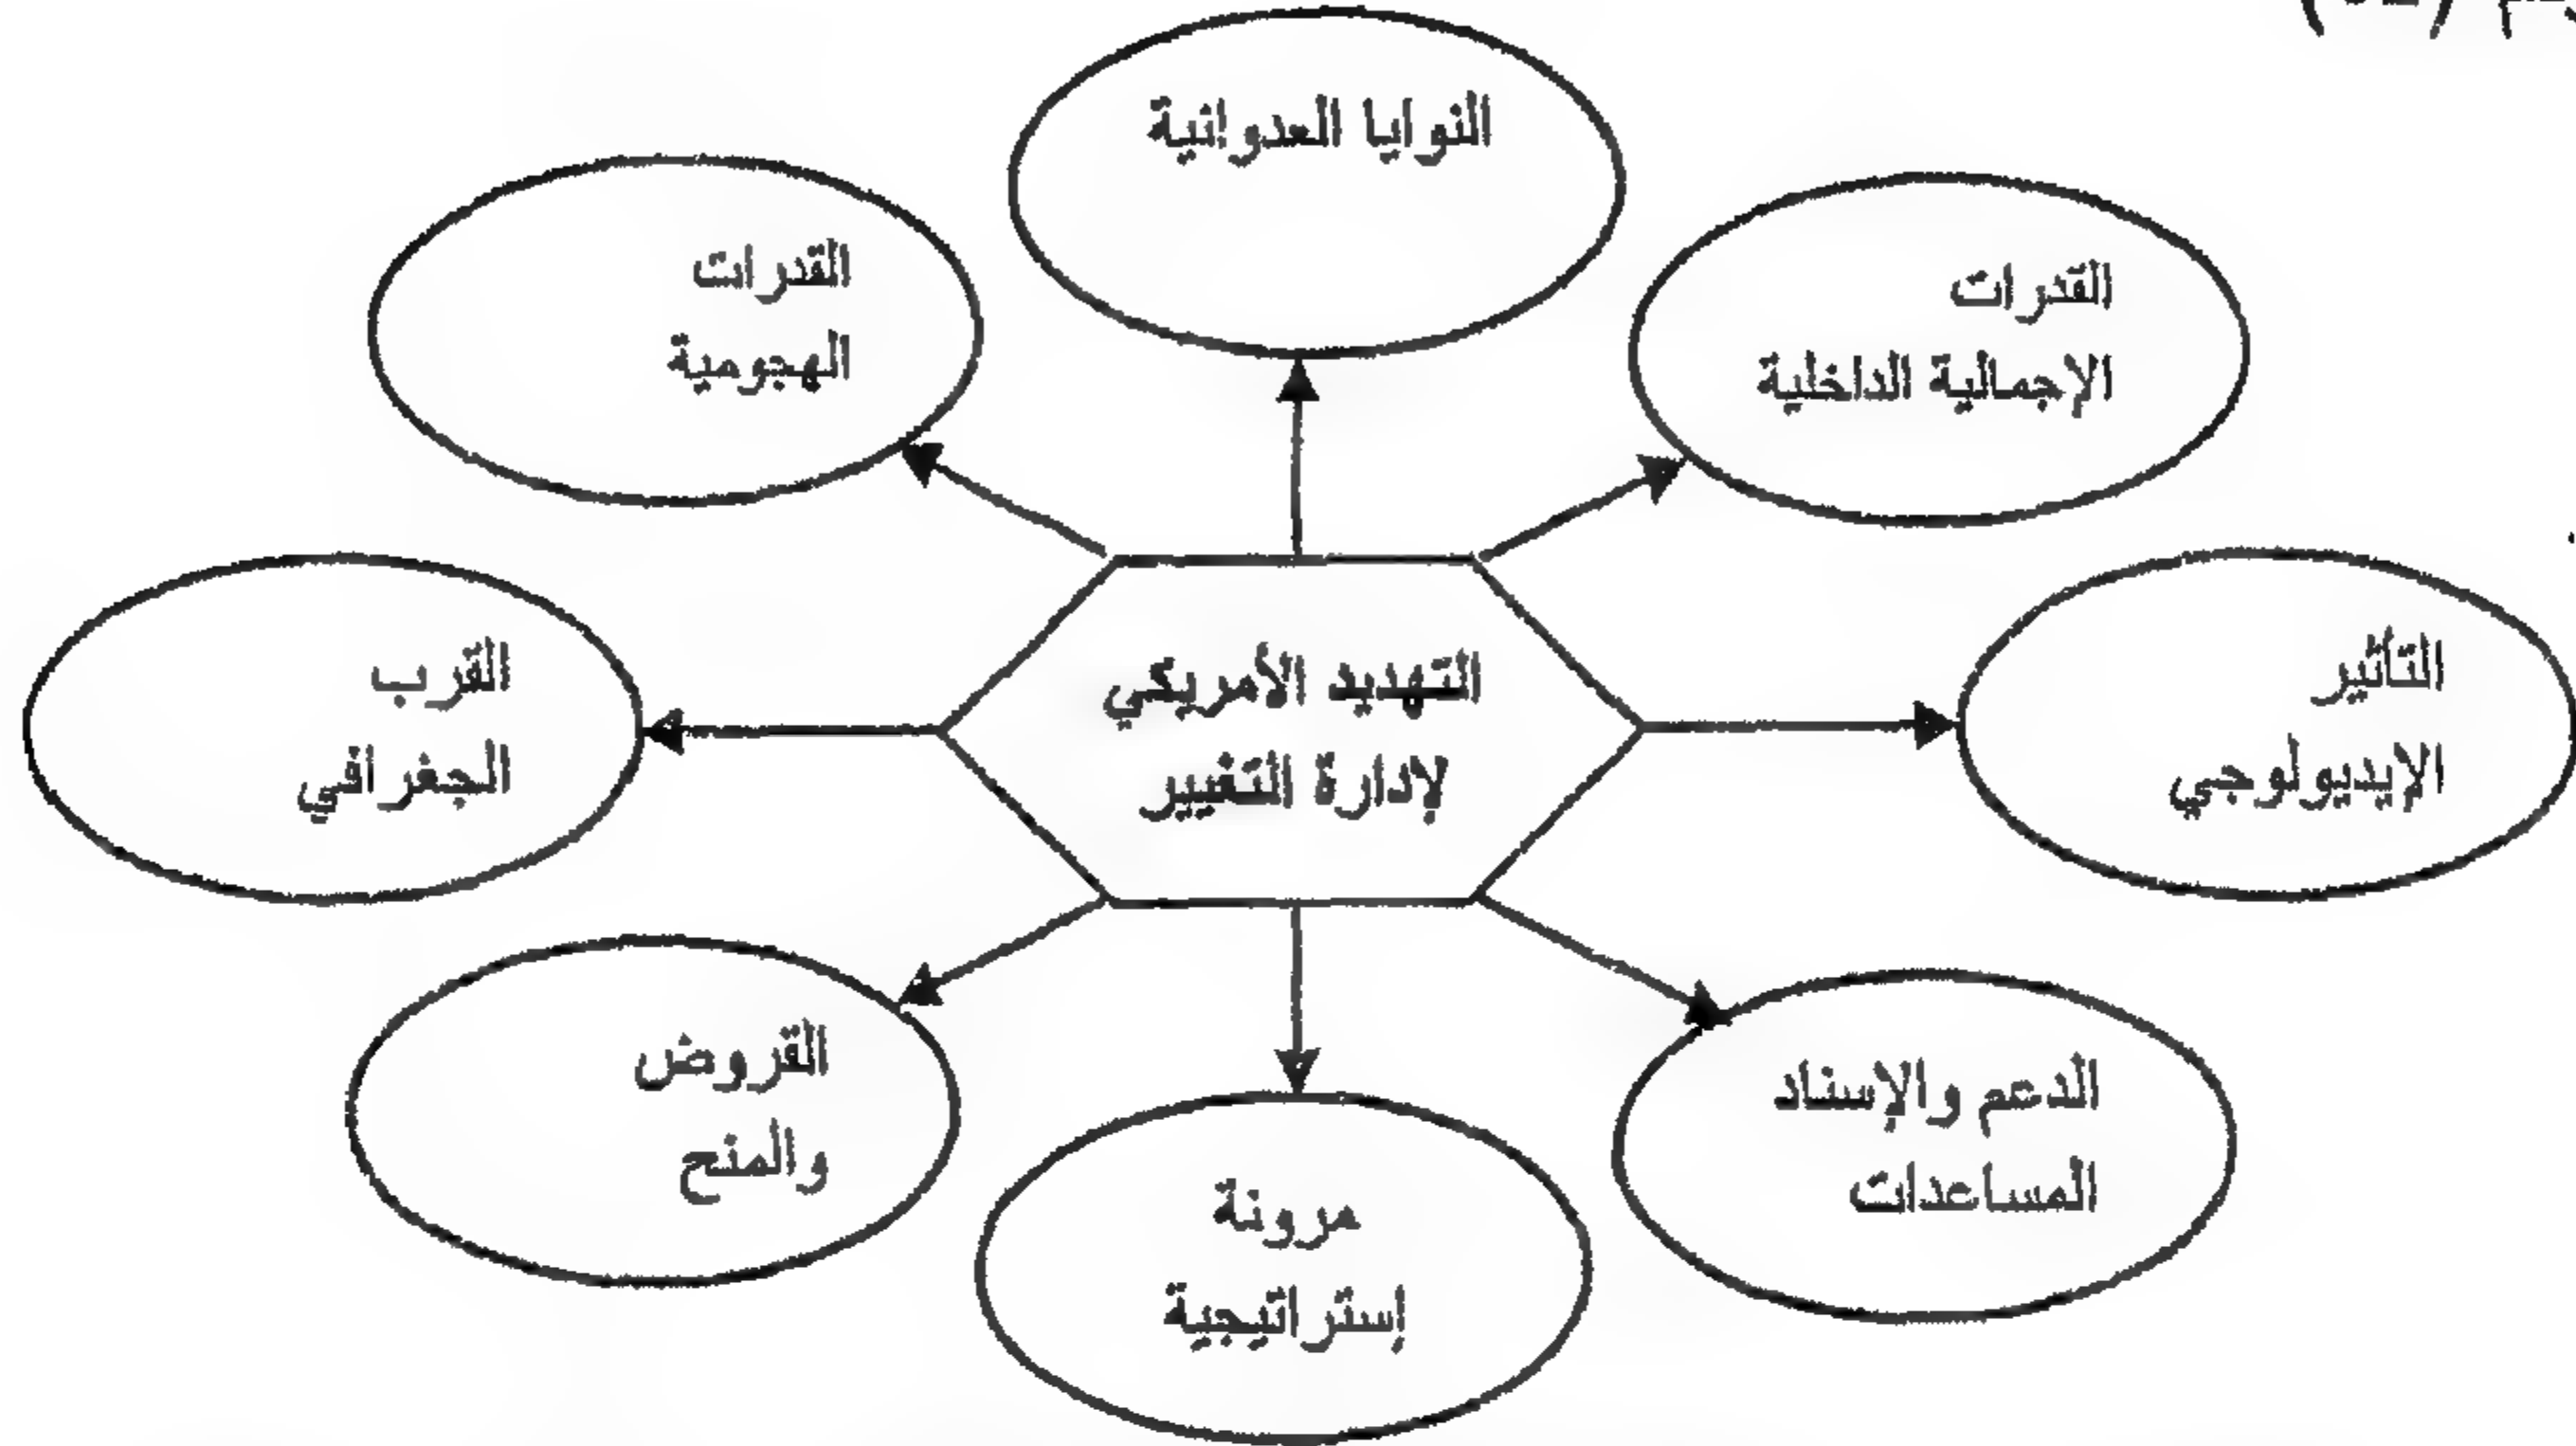 النوايا العدوانية
القدرات
الإجمالية الداخلية
القدرات
الهجومية
التأثير
الإيديولوجي
التهديد الأمريكي
لإدارة التغيير
القرب
الجغرافي
الدعم والإسناد
المساعدات
القروض
والمنح
مرونة
إستراتيجية